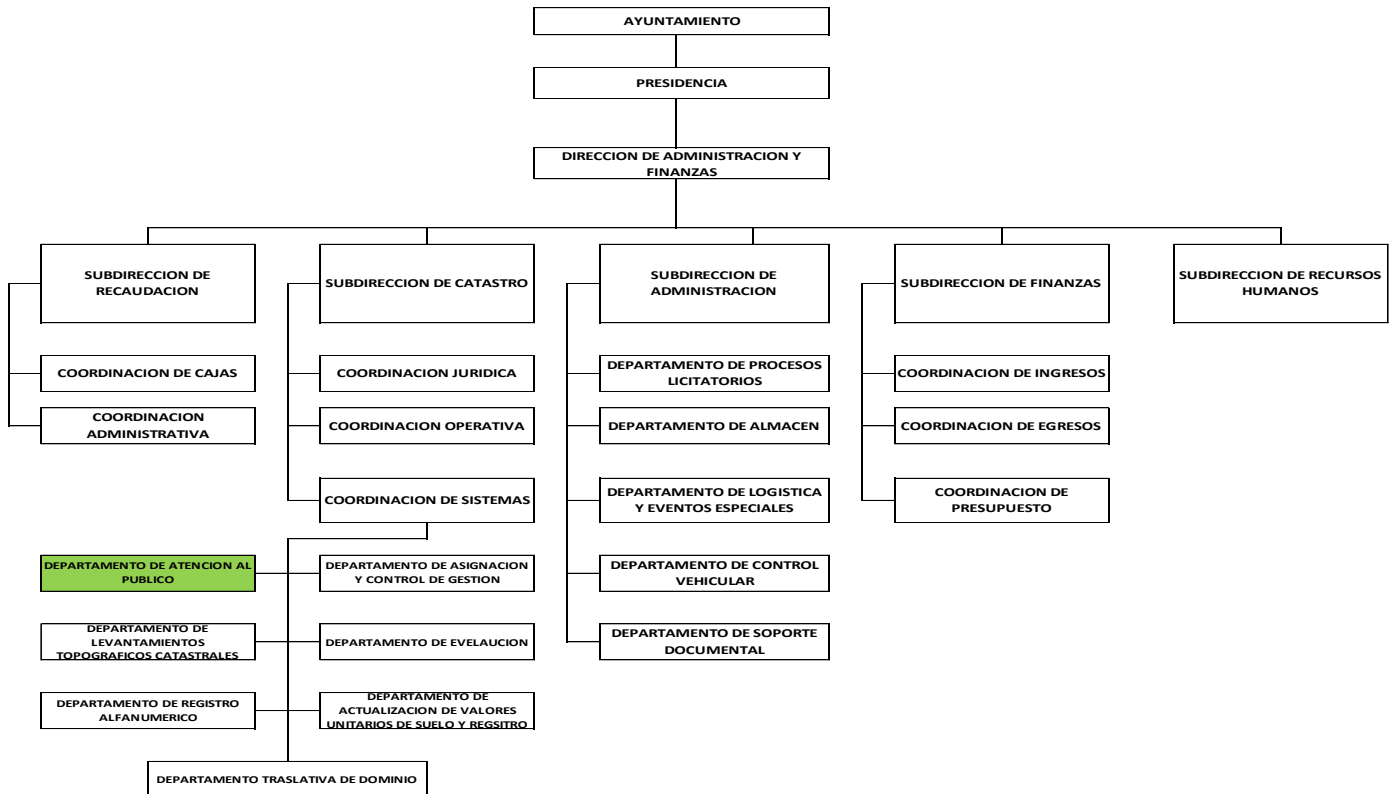 AYUNTAMIENTO
PRESIDENCIA
DIRECCION DE ADMINISTRACION Y
FINANZAS
SUBDIRECCION DE
RECAUDACION
SUBDIRECCION DE CATASTRO
SUBDIRECCION DE
ADMINISTRACION
SUBDIRECCION DE FINANZAS
SUBDIRECCION DE RECURSOS
HUMANOS
COORDINACION DE CAJAS
COORDINACION JURIDICA
DEPARTAMENTO DE PROCESOS
LICITATORIOS
COORDINACION DE INGRESOS
COORDINACION
ADMINISTRATIVA
COORDINACION OPERATIVA
DEPARTAMENTO DE ALMACEN
COORDINACION DE EGRESOS
COORDINACION DE SISTEMAS
DEPARTAMENTO DE LOGISTICA
Y EVENTOS ESPECIALES
COORDINACION DE
PRESUPUESTO
DEPARTAMENTO DE ATENCION AL
PUBLICO
DEPARTAMENTO DE ASIGNACION
Y CONTROL DE GESTION
DEPARTAMENTO DE CONTROL
VEHICULAR
DEPARTAMENTO DE
LEVANTAMIENTOS
TOPOGRAFICOS CATASTRALES
DEPARTAMENTO DE EVELAUCION
DEPARTAMENTO DE SOPORTE
DOCUMENTAL
DEPARTAMENTO DE REGISTRO
ALFANUMERICO
DEPARTAMENTO DE
ACTUALIZACION DE VALORES
UNITARIOS DE SUELO Y REGSITRO
DEPARTAMENTO TRASLATIVA DE DOMINIO